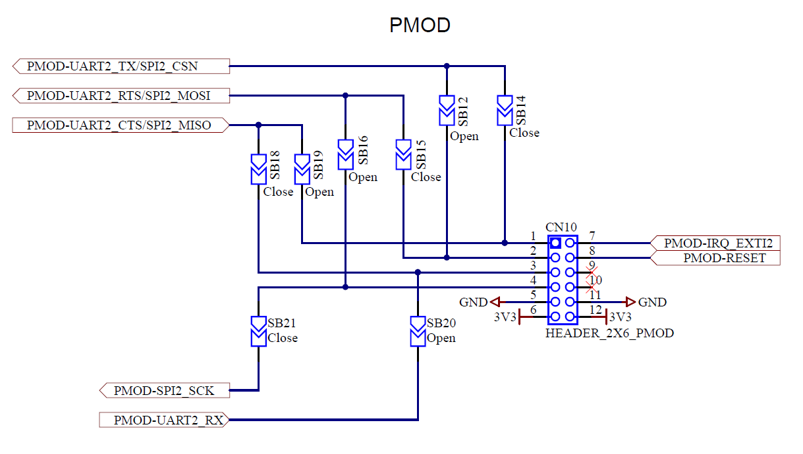 PMOD
PMOD-UART2_TX/SPI2_CSN
PMOD-UART2_RTS/SPI2_MOSI
PMOD-UART2_CTS/SPI2_MISO
SB12
Open
SB14
Close
SB16
Open
SB15
Close
SB18
Close
SB19
Open
CN10
1
7
PMOD-IRQ_EXTI2
2
8
PMOD-RESET
3
9
4
10
GND
5
11
GND
3V3
6
12
3V3
HEADER_2X6_PMOD
SB21
Close
SB20
Open
PMOD-SPI2_SCK
PMOD-UART2_RX